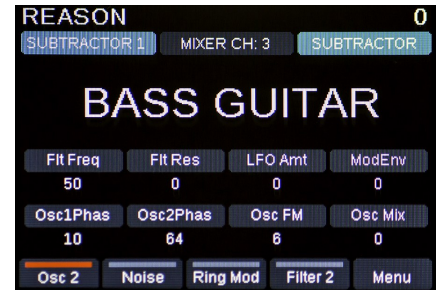 REASON 0
SUBTRACTOR 1 MIXER CH: 3 SUBTRACTOR
BASS GUITAR
Flt Freq Flt Res LFO Amt ModEnv
50 0 0 0
Osc1Phas Osc2Phas Osc FM Osc Mix
10 64 6 0
Osc 2 Noise Ring Mod Filter 2 Menu